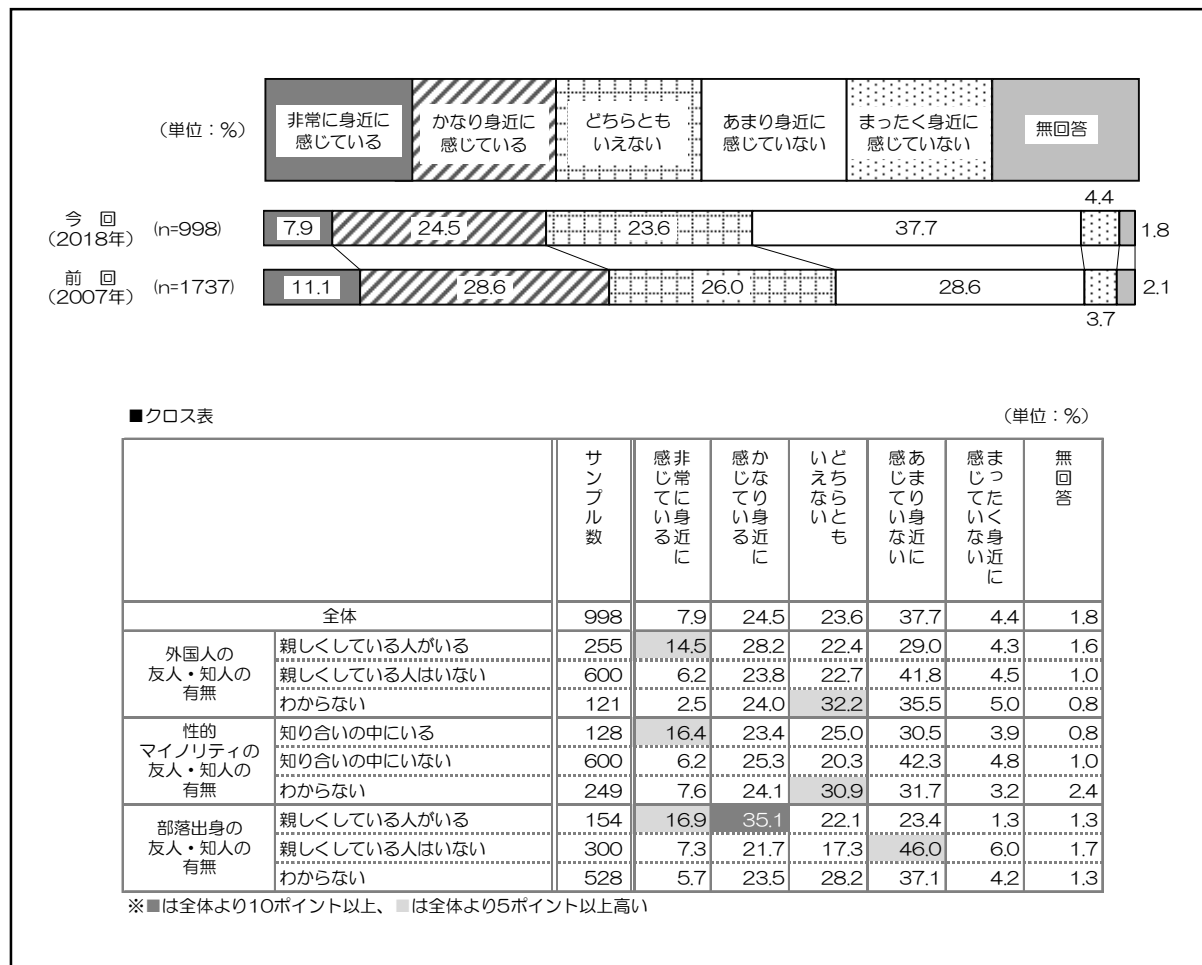 (単位：%)
非常に身近に
感じている
かなり身近に
感じている
どちらとも
いえない
あまり身近に
感じていない
まったく身近に
感じていない
無回答
今 回
(2018年) (n=998) 7.9 24.5 23.6 37.7 4.4 1.8
前 回
(2007年) (n=1737) 11.1 28.6 26.0 28.6 3.7 2.1
■クロス表 (単位：%)
サンプル数
非常に身近に
感じている
かなり身近に
感じている
どちらとも
いえない
あまり身近に
感じていない
まったく身近に
感じていない
無回答
全体 998 7.9 24.5 23.6 37.7 4.4 1.8
外国人の
友人・知人の
有無
親しくしている人がいる 255 14.5 28.2 22.4 29.0 4.3 1.6
親しくしている人はいない 600 6.2 23.8 22.7 41.8 4.5 1.0
わからない 121 2.5 24.0 32.2 35.5 5.0 0.8
性的
マイノリティの
友人・知人の
有無
知り合いの中にいる 128 16.4 23.4 25.0 30.5 3.9 0.8
知り合いの中にいない 600 6.2 25.3 20.3 42.3 4.8 1.0
わからない 249 7.6 24.1 30.9 31.7 3.2 2.4
部落出身の
友人・知人の
有無
親しくしている人がいる 154 16.9 35.1 22.1 23.4 1.3 1.3
親しくしている人はいない 300 7.3 21.7 17.3 46.0 6.0 1.7
わからない 528 5.7 23.5 28.2 37.1 4.2 1.3
※■は全体より10ポイント以上、■は全体より5ポイント以上高い